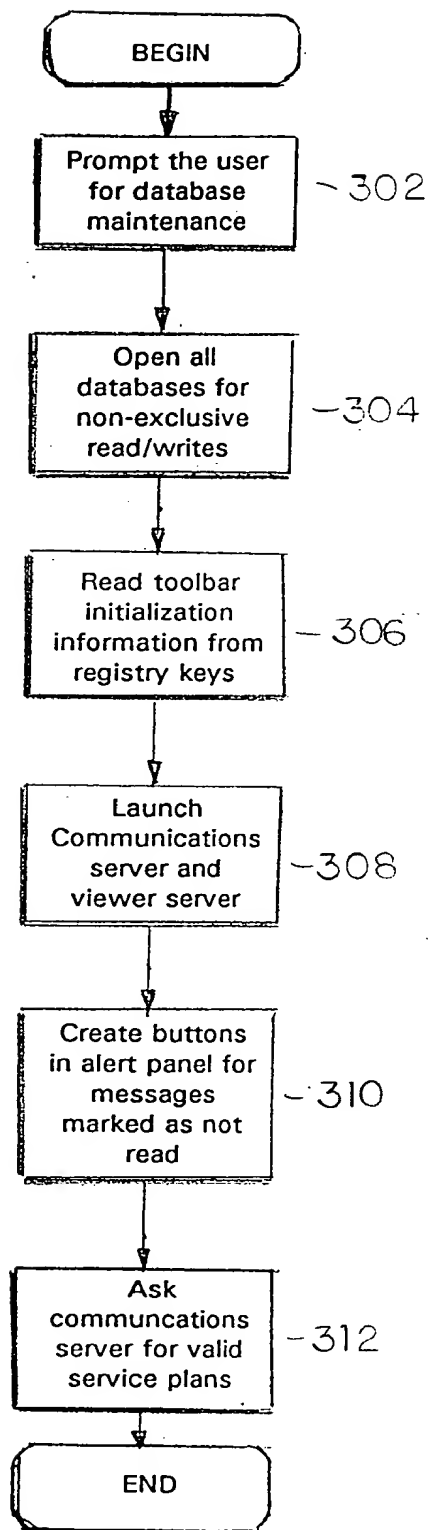 BEGIN
Prompt the user
for database
maintenance
302
Open all
databases for
non-exclusive
read/writes
304
Read toolbar
initialization
information from
registry keys
306
Launch
Communications
server and
viewer server
308
Create buttons
in alert panel for
messages
marked as not
read
310
Ask
communcations
server for valid
service plans
312
END